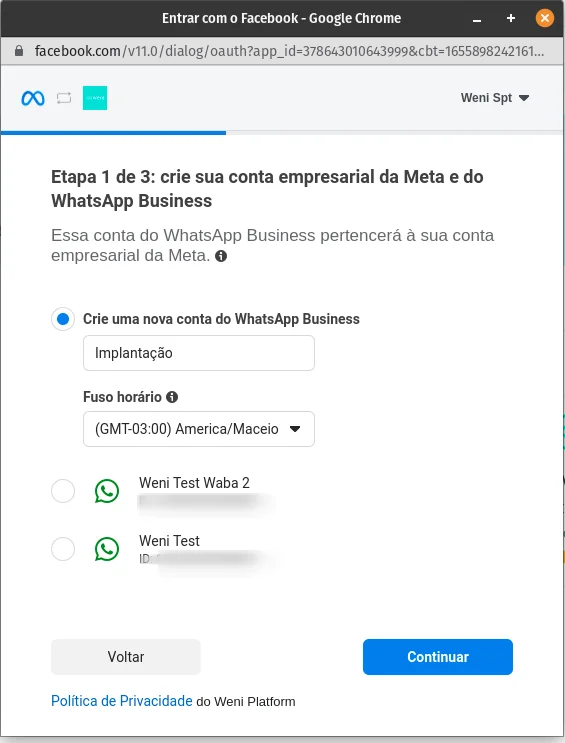 Entrar com o Facebook - Google Chrome
facebook.com/v11.0/dialog/oauth?app_id=378643010643999&cbt=1655898242161...
Weni Spt
Etapa 1 de 3: crie sua conta empresarial da Meta e do
WhatsApp Business
Essa conta do WhatsApp Business pertencerá à sua conta
empresarial da Meta.
Crie uma nova conta do WhatsApp Business
Implantação
Fuso horário
(GMT-03:00) America/Maceio
Weni Test Waba 2
Weni Test
ID:
Voltar
Continuar
Política de Privacidade do Weni Platform